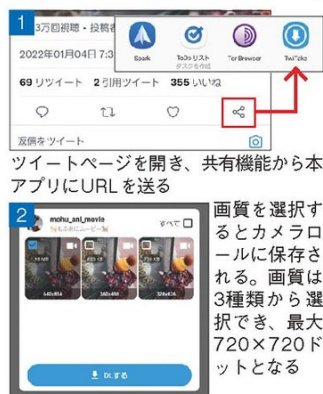 1
3万回視聴・投稿者
2022年01月04日 7:3
Spark
ToDoリスト
タスクを作成
Tor Browser
TwiTake
69 リツイート 2 引用ツイート 355 いいね
返信をツイート
ツイートページを開き、共有機能から本
アプリにURLを送る
2
mohu_ani_movie
すべて
640x854
360x480
320x426
DLする
画質を選択す
るとカメラロ
ールに保存さ
れる。画質は
3種類から選
択でき、最大
720×720ド
ットとなる